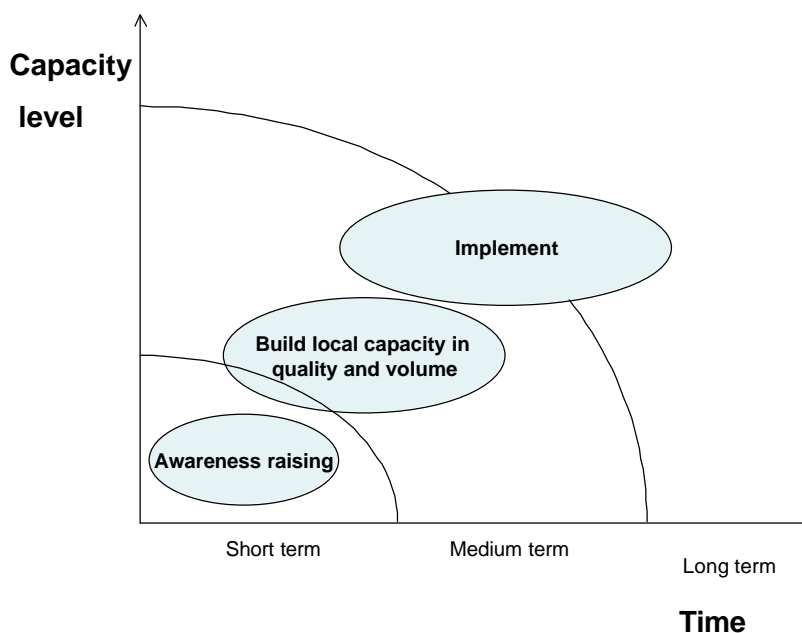 Capacity
level
Implement
Build local capacity in
quality and volume
Awareness raising
Short term
Medium term
Long term
Time